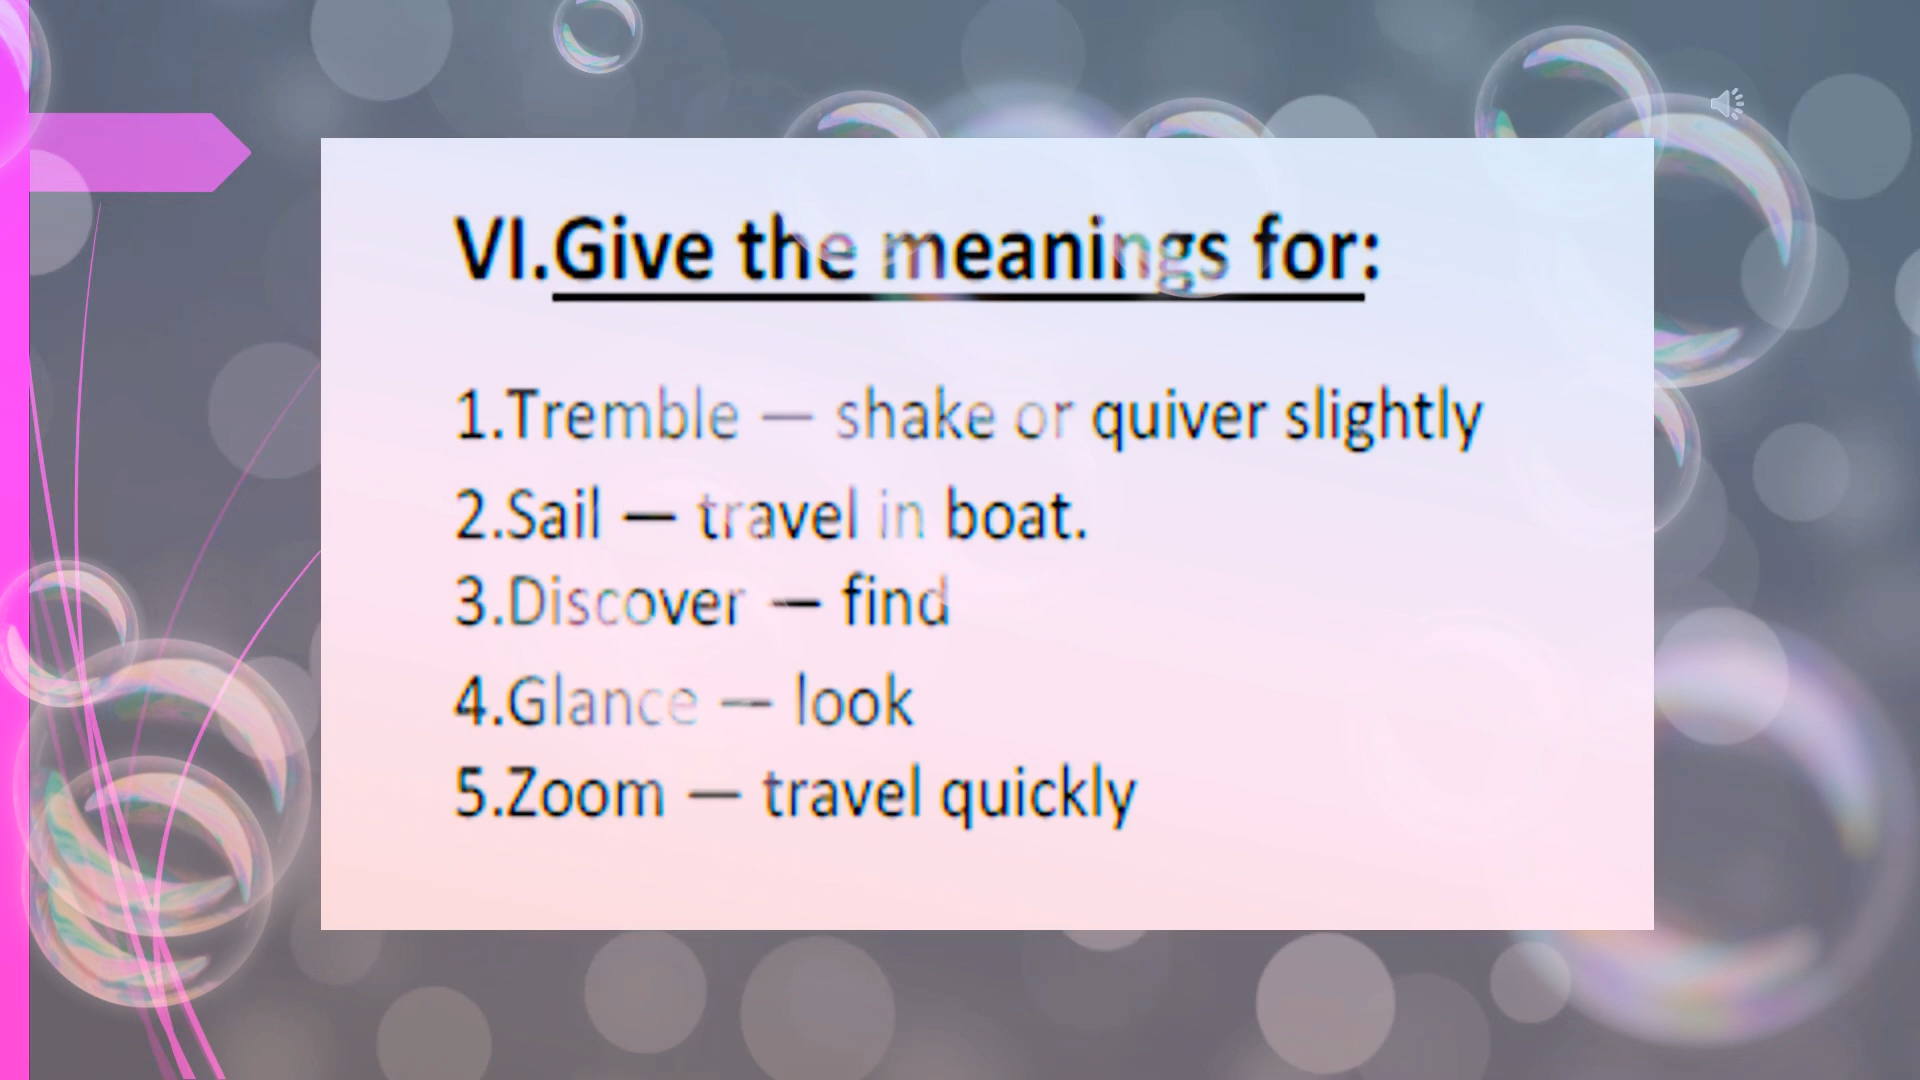 VI.Give the meanings for:
1.Tremble — shake or quiver slightly
2.Sail — travel in boat.
3.Discover — find
4.Glance — look
5.Zoom — travel quickly